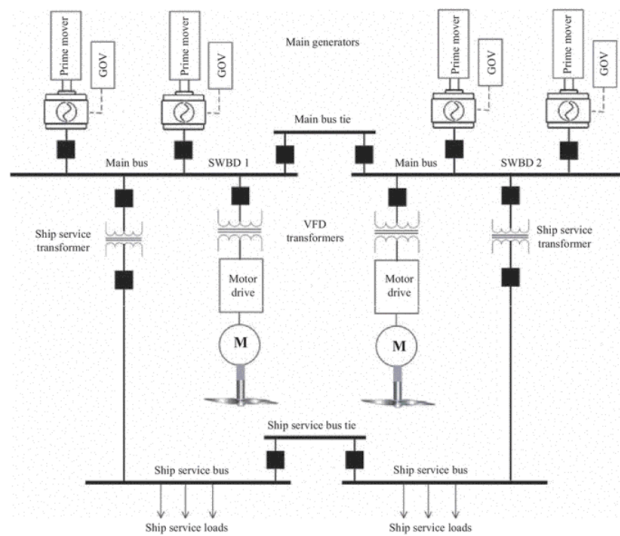 Prime mover
GOV
Prime mover
GOV
Main generators
Prime mover
GOV
Prime mover
GOV
Main bus tie
Main bus
SWBD 1
Main bus
SWBD 2
Ship service
transformer
VFD
transformers
Ship service
transformer
Motor
drive
Motor
drive
M
M
Ship service bus tie
Ship service bus
Ship service bus
Ship service loads
Ship service loads